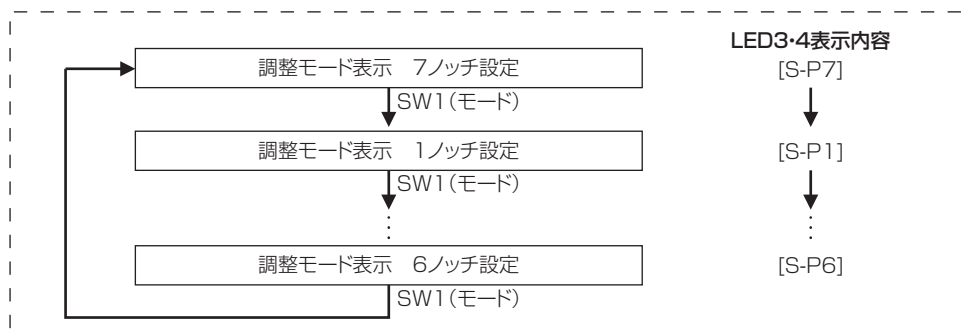 LED3・4表示内容
調整モード表示　7ノッチ設定
[S-P7]
SW1（モード）
調整モード表示　1ノッチ設定
[S-P1]
SW1（モード）
調整モード表示　6ノッチ設定
[S-P6]
SW1（モード）